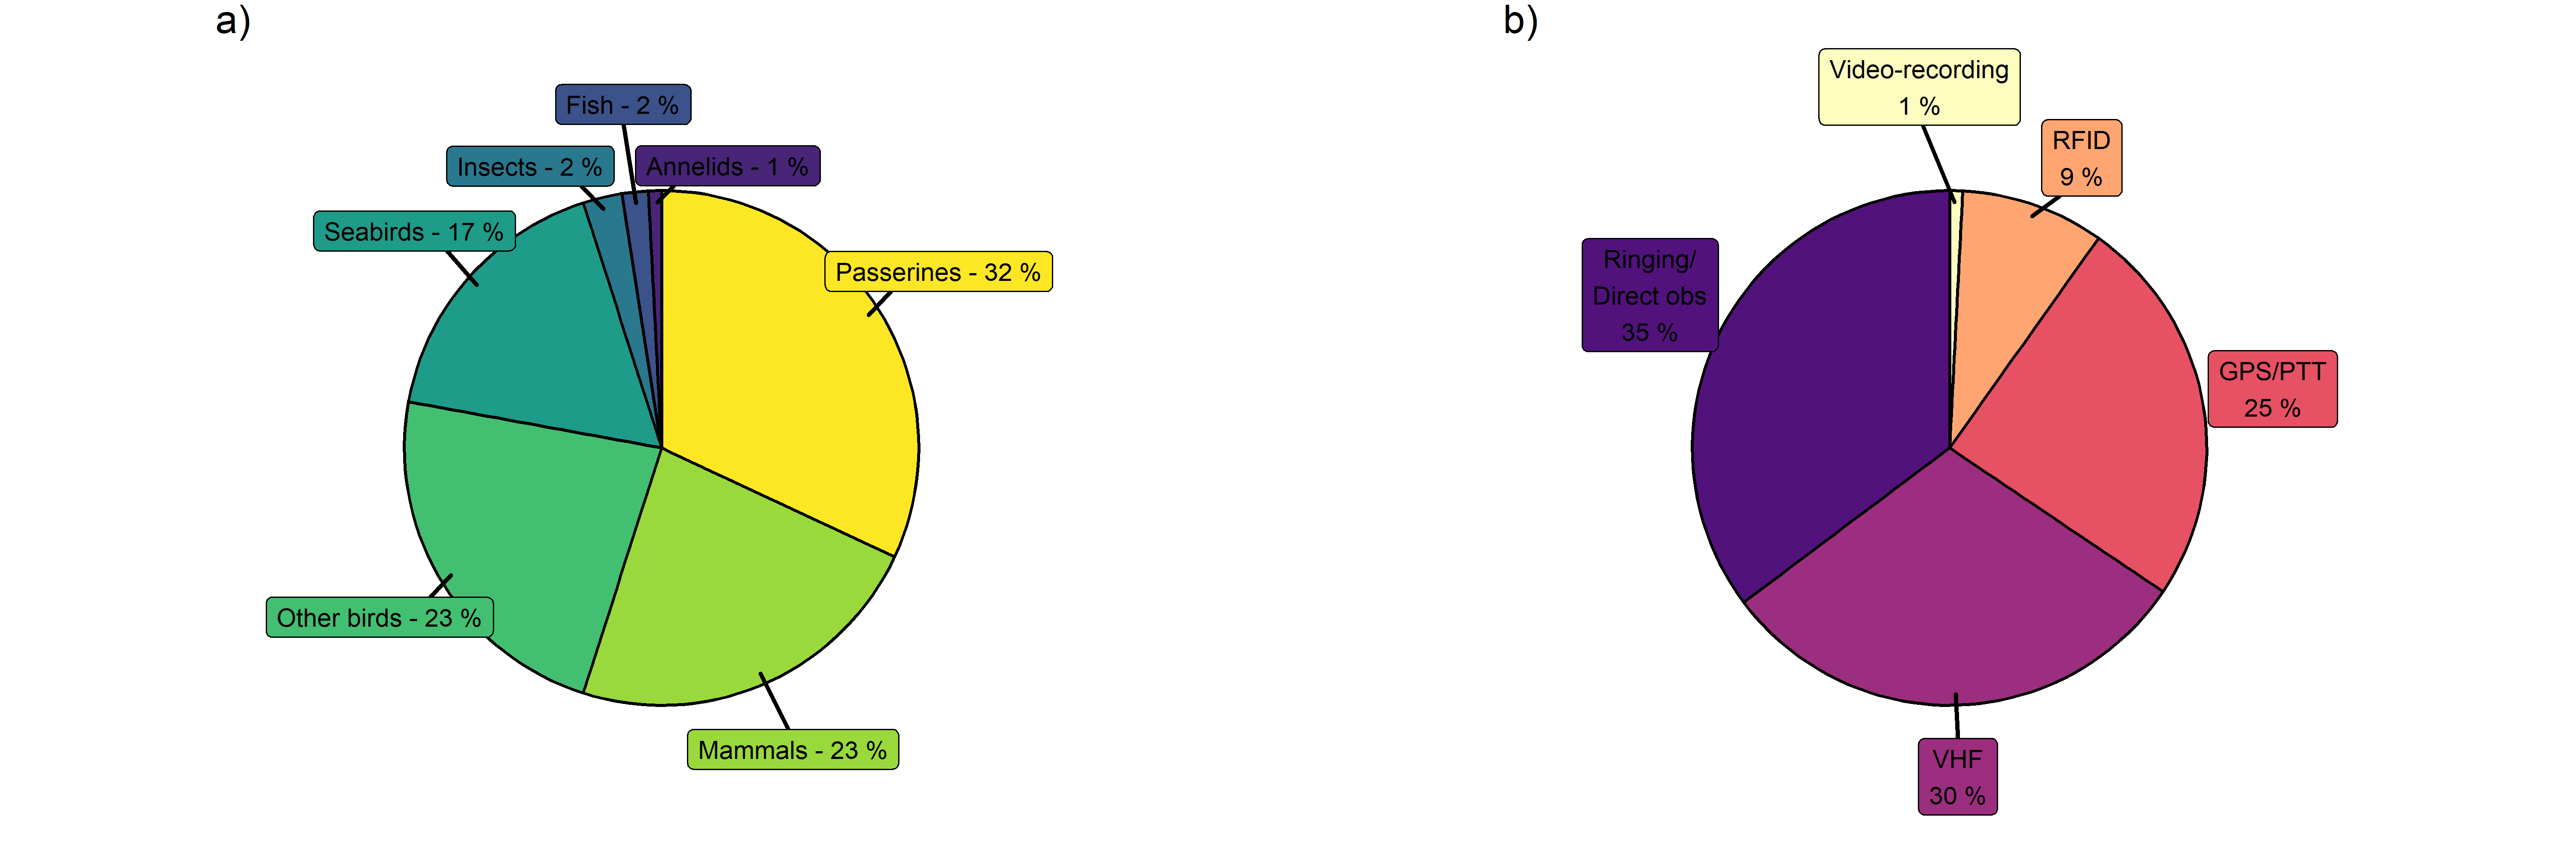 a)
Fish - 2 %
Insects - 2 %
Annelids - 1 %
Seabirds - 17 %
Passerines - 32 %
Other birds - 23 %
Mammals - 23 %
b)
Video-recording
1 %
RFID
9 %
Ringing/
Direct obs
35 %
GPS/PTT
25 %
VHF
30 %